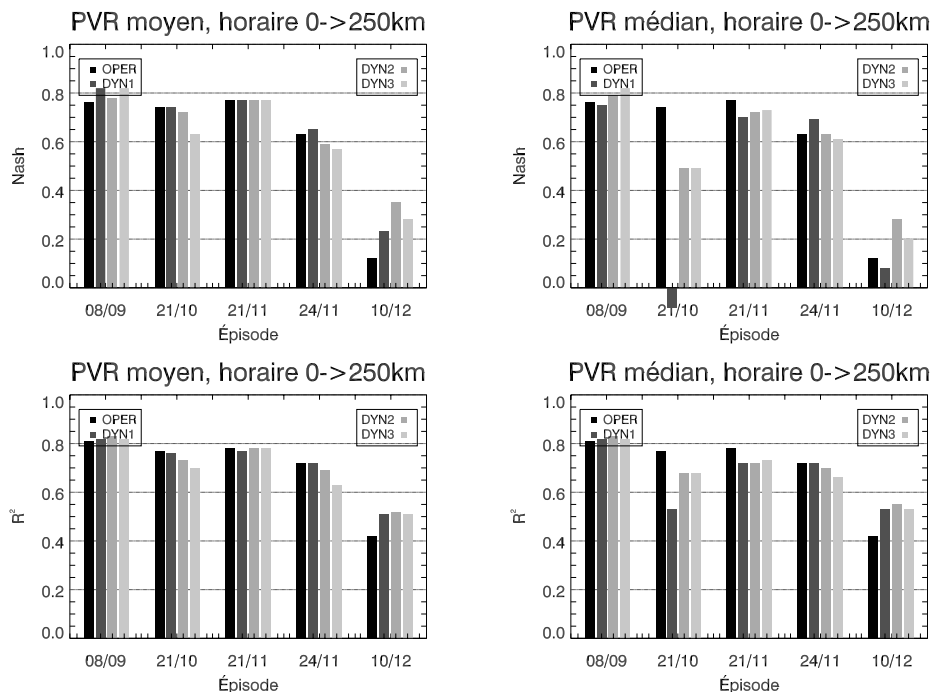 PVR moyen, horaire 0->250km
1.0
OPER
DYN1
DYN2
DYN3
0.8
0.6
0.4
0.2
0.0
Nash
08/09 21/10 21/11 24/11 10/12
Épisode
PVR médian, horaire 0->250km
1.0
OPER
DYN1
DYN2
DYN3
0.8
0.6
0.4
0.2
0.0
Nash
08/09 21/10 21/11 24/11 10/12
Épisode
PVR moyen, horaire 0->250km
1.0
OPER
DYN1
DYN2
DYN3
0.8
0.6
0.4
0.2
0.0
R²
08/09 21/10 21/11 24/11 10/12
Épisode
PVR médian, horaire 0->250km
1.0
OPER
DYN1
DYN2
DYN3
0.8
0.6
0.4
0.2
0.0
R²
08/09 21/10 21/11 24/11 10/12
Épisode